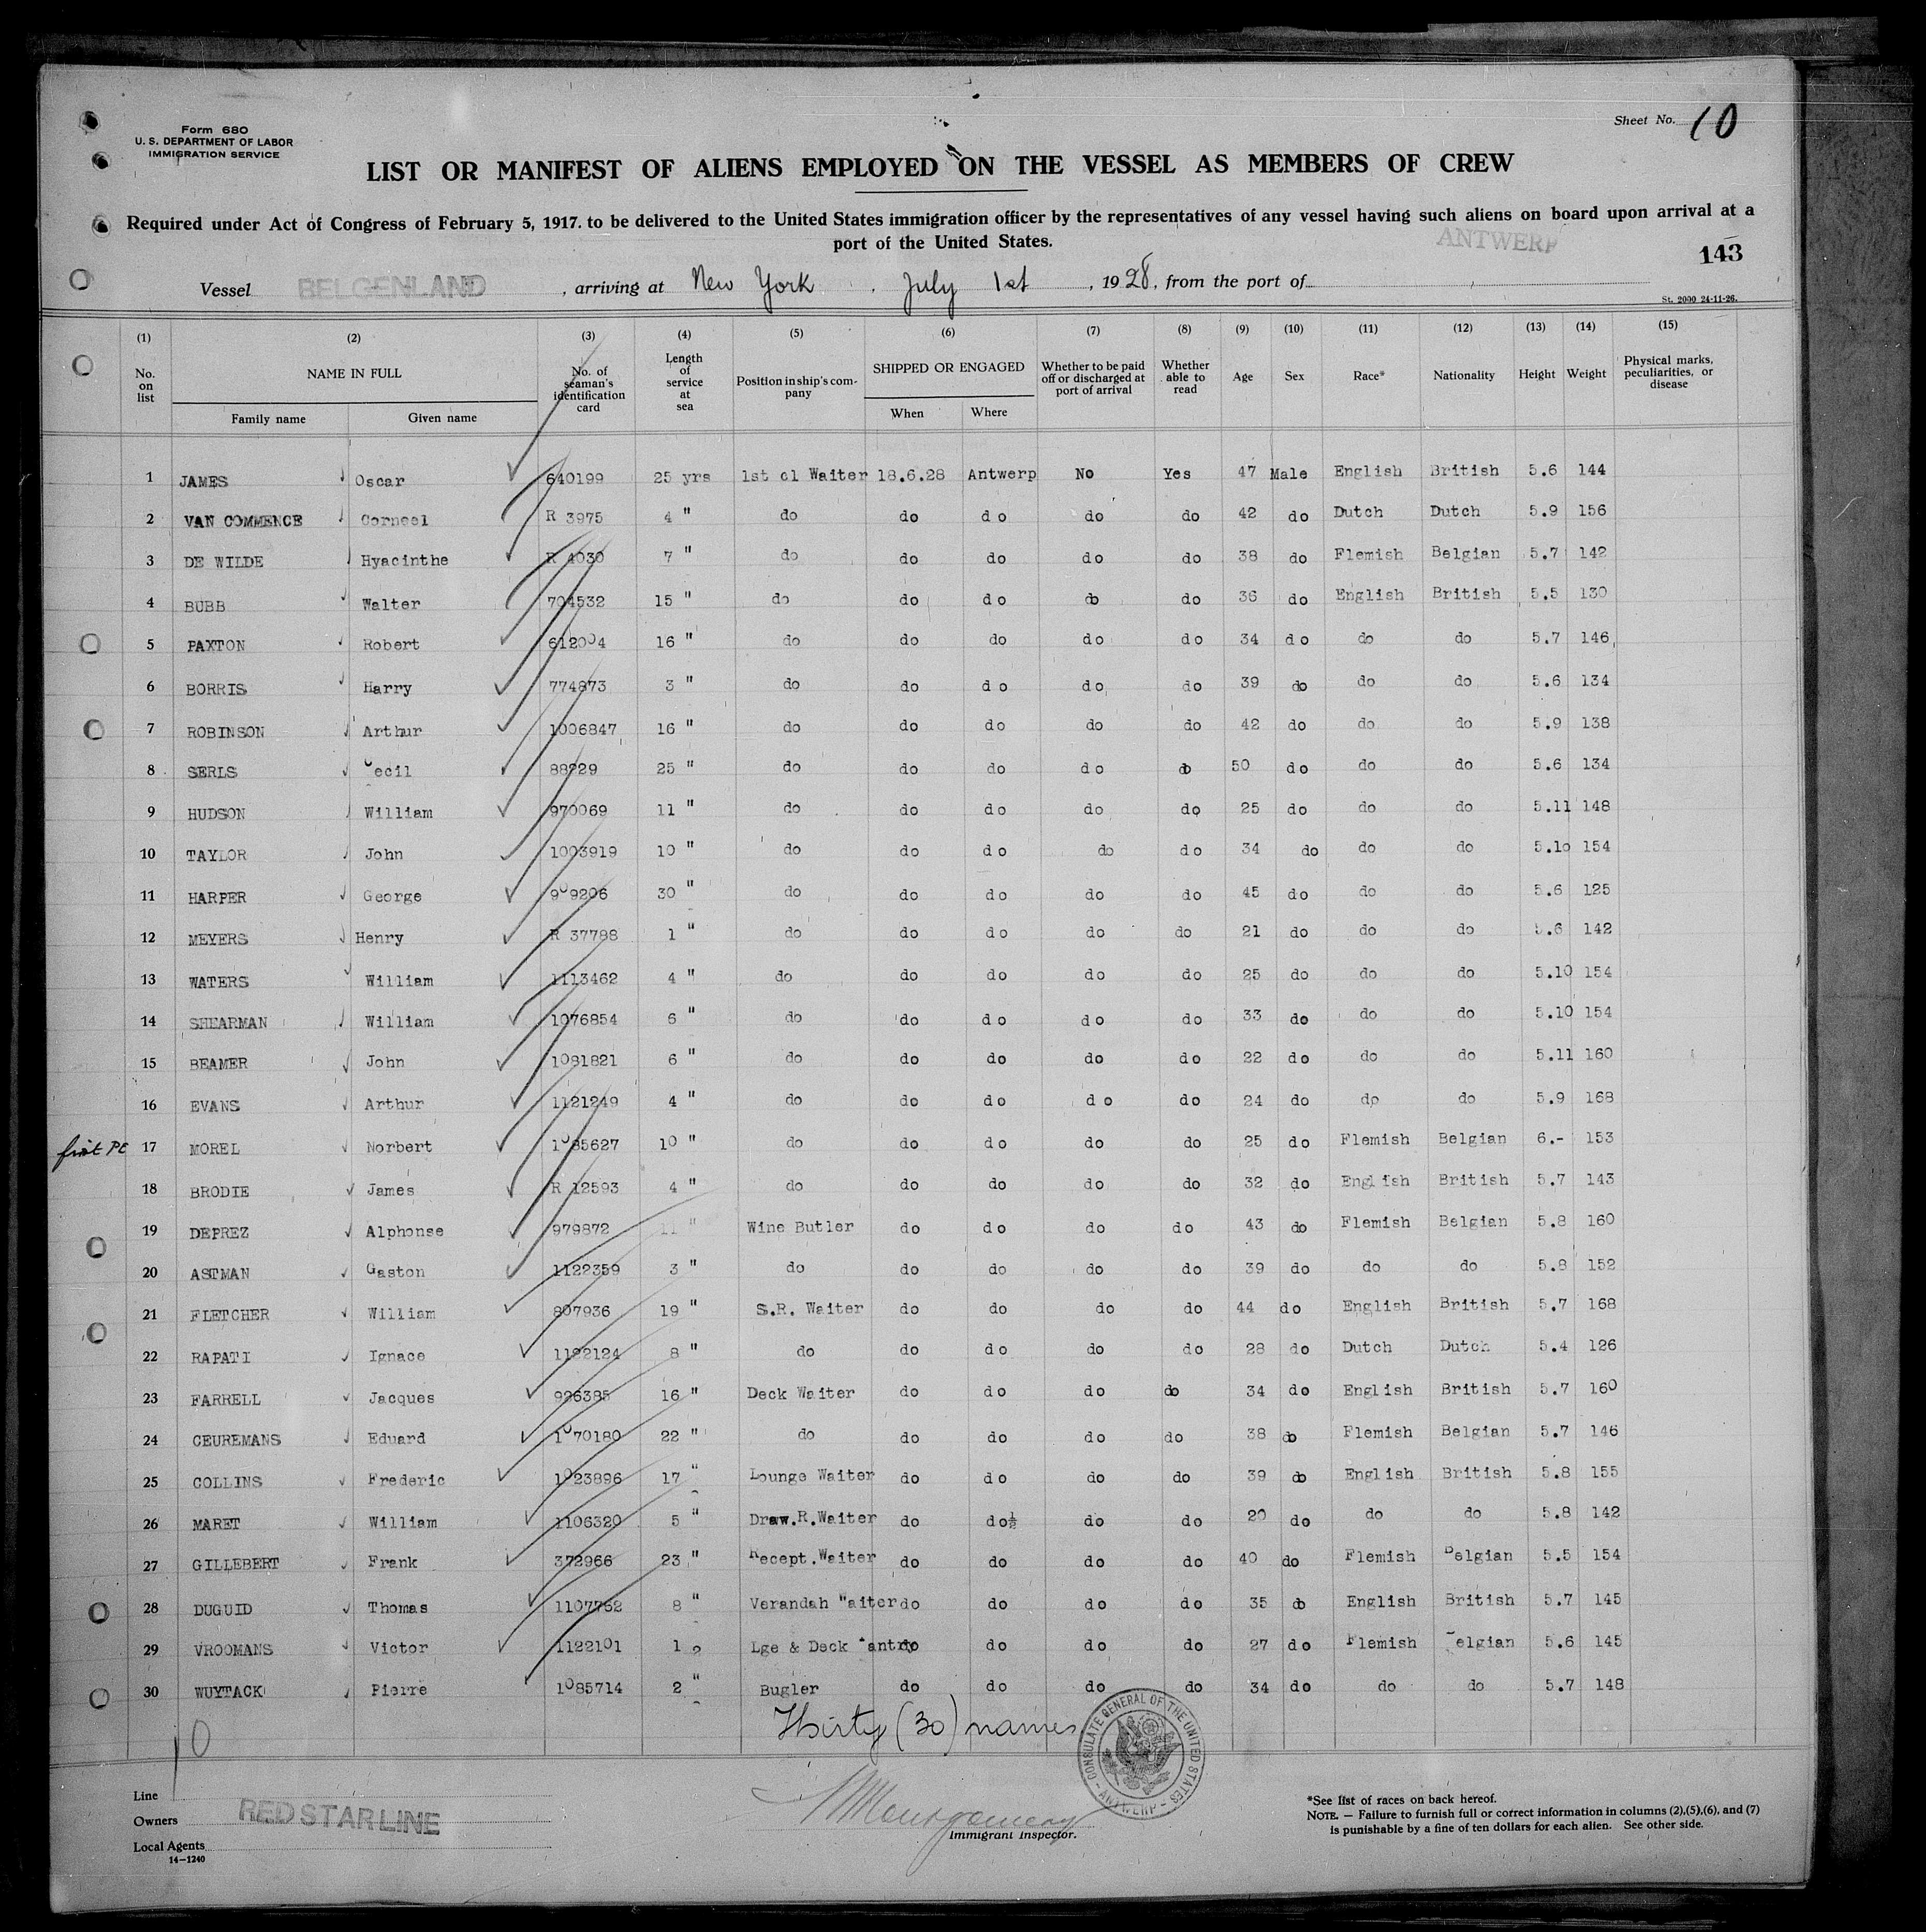 Form 680
U. S. DEPARTMENT OF LABOR
IMMIGRATION SERVICE
Sheet No. 10
LIST OR MANIFEST OF ALIENS EMPLOYED ON THE VESSEL AS MEMBERS OF CREW
Required under Act of Congress of February 5, 1917. to be delivered to the United States immigration officer by the representatives of any vessel having such aliens on board upon arrival at a
port of the United States.
ANTWERP
143
Vessel BELGENLAND, arriving at New York. July 1st, 1928, from the port of
St. 2000 24-11-26.
(1) (2) (3) (4) (5) (6) (7) (8) (9) (10) (11) (12) (13) (14) (15)
No. on list NAME IN FULL Family name Given name No. of seaman's identification card Length of service at sea Position in ship's company SHIPPED OR ENGAGED When Where Whether to be paid off or discharged at port of arrival Whether able to read Age Sex Race* Nationality Height Weight Physical marks, peculiarities, or disease
1 JAMES Oscar 640199 25 yrs 1st cl Waiter 18.6.28 Antwerp No Yes 47 Male English British 5.6 144
2 VAN COMMENCE Corneel R 3975 4 " do do do do do 42 do Dutch Dutch 5.9 156
3 DE WILDE Hyacinthe R 4030 7 " do do do do do 38 do Flemish Belgian 5.7 142
4 BUBB Walter 704532 15 " do do do do do 36 do English British 5.5 130
5 PAXTON Robert 612004 16 " do do do do do 34 do do do 5.7 146
6 BORRIS Harry 774873 3 " do do do do do 39 do do do 5.6 134
7 ROBINSON Arthur 1006847 16 " do do do do do 42 do do do 5.9 138
8 SERLS Cecil 88229 25 " do do do do do 50 do do do 5.6 134
9 HUDSON William 970069 11 " do do do do do 25 do do do 5.11 148
10 TAYLOR John 1003919 10 " do do do do do 34 do do do 5.10 154
11 HARPER George 909206 30 " do do do do do 45 do do do 5.6 125
12 MEYERS Henry R 37788 1 " do do do do do 21 do do do 5.6 142
13 WATERS William 1113462 4 " do do do do do 25 do do do 5.10 154
14 SHEARMAN William 1076854 6 " do do do do do 33 do do do 5.10 154
15 BEAMER John 1081821 6 " do do do do do 22 do do do 5.11 160
16 EVANS Arthur 1121249 4 " do do do do do 24 do do do 5.9 168
17 MOREL Norbert 1085627 10 " do do do do do 25 do Flemish Belgian 6.- 153
18 BRODIE James R 12593 4 " do do do do do 32 do English British 5.7 143
19 DEPREZ Alphonse 979872 11 " Wine Butler do do do do 43 do Flemish Belgian 5.8 160
20 ASTMAN Gaston 1122359 3 " do do do do do 39 do do do 5.8 152
21 FLETCHER William 807936 19 " S.R. Waiter do do do do 44 do English British 5.7 168
22 RAPATI Ignace 1122124 8 " do do do do do 28 do Dutch Dutch 5.4 126
23 FARRELL Jacques 996385 16 " Deck Waiter do do do do 34 do English British 5.7 160
24 CEUREMANS Eduard 1070180 22 " do do do do do 38 do Flemish Belgian 5.7 146
25 COLLINS Frederic 1023896 17 " Lounge Waiter do do do do 39 do English British 5.8 155
26 MARET William 1106320 5 " Draw.R.Waiter do do½ do do 20 do do do 5.8 142
27 GILLEBERT Frank 372966 23 " Recept.Waiter do do do do 40 do Flemish Belgian 5.5 154
28 DUGUID Thomas 1107762 8 " Verandah "aiter do do do do 35 do English British 5.7 145
29 VROOMANS Victor 1122101 1 2 Lge & Deck "antry do do do do 27 do Flemish elgian 5.6 145
30 WUYTACK Pierre 1085714 2 " Bugler do do do do 34 do do do 5.7 148
Thirty (30) names
CONSULATE GENERAL OF THE UNITED STATES - ANTWERP -
Line
Owners RED STAR LINE
Local Agents
14-1240
Montgomery
Immigrant Inspector.
*See list of races on back hereof.
NOTE. — Failure to furnish full or correct information in columns (2),(5),(6), and (7)
is punishable by a fine of ten dollars for each alien. See other side.